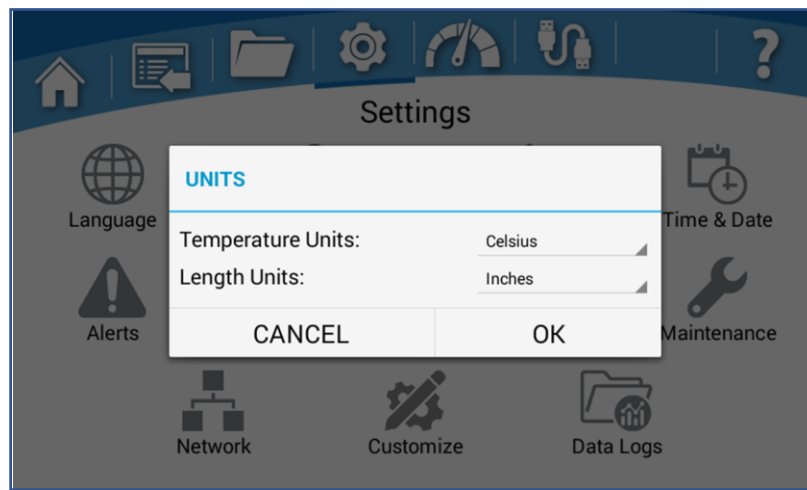 ?
Settings
UNITS
Language
Time & Date
Temperature Units: Celsius
Length Units: Inches
Alerts
CANCEL OK
Maintenance
Network Customize Data Logs